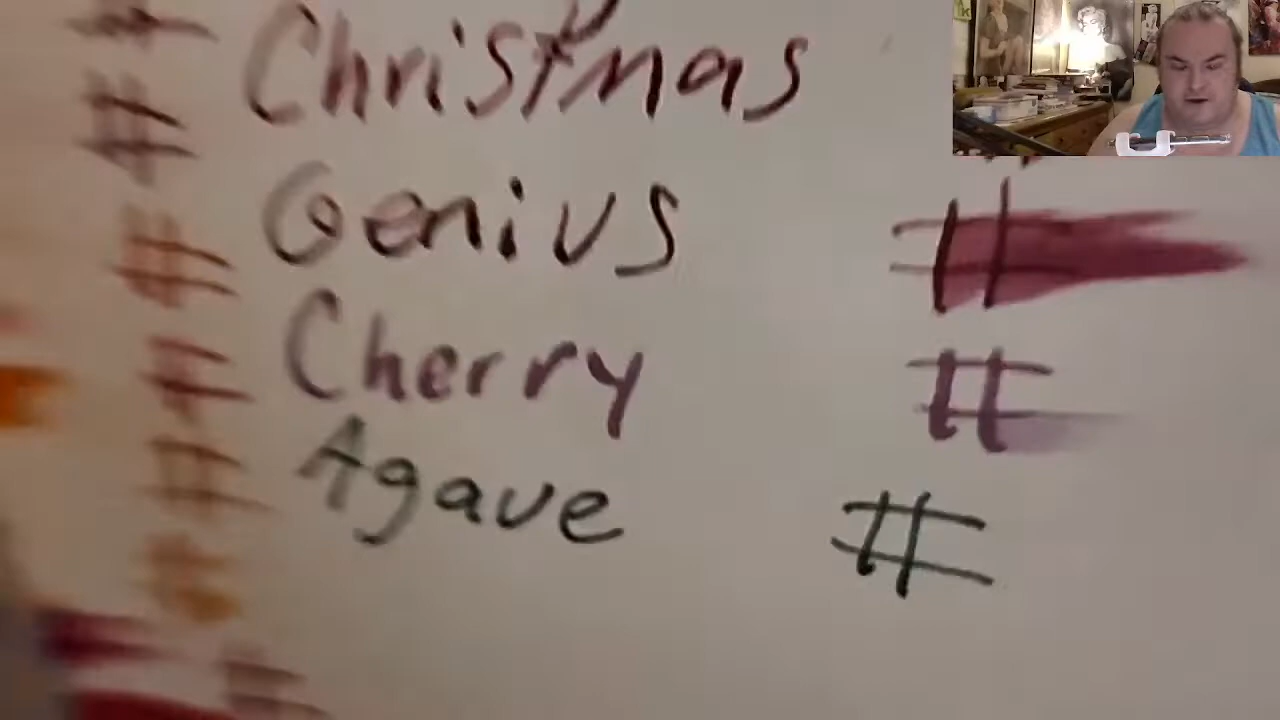 # Christmas
# Genius #
# Cherry #
# Agave #
#
#